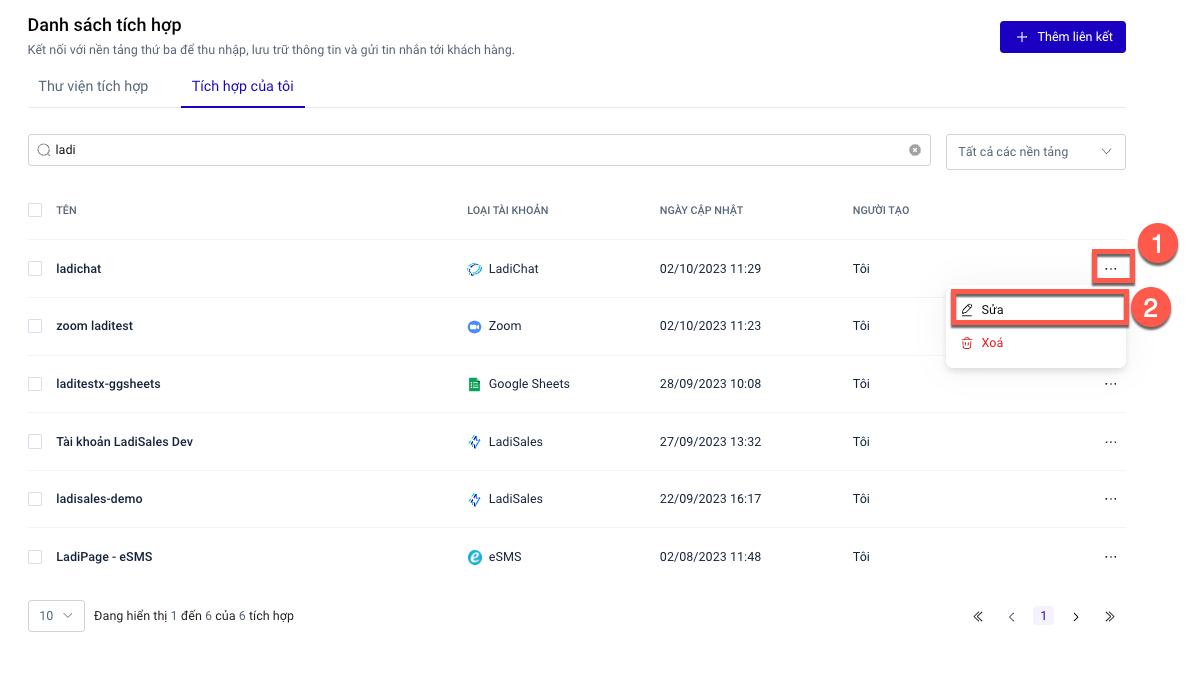 Danh sách tích hợp
Kết nối với nền tảng thứ ba để thu nhập, lưu trữ thông tin và gửi tin nhắn tới khách hàng.
Thêm liên kết
Thư viện tích hợp Tích hợp của tôi
ladi Tất cả các nền tảng
TÊN LOẠI TÀI KHOẢN NGÀY CẬP NHẬT NGƯỜI TẠO
1
ladichat LadiChat 02/10/2023 11:29 Tôi ...
Sửa 2
zoom laditest Zoom 02/10/2023 11:23 Tôi
Xoá
laditestx-ggsheets Google Sheets 28/09/2023 10:08 Tôi ...
Tài khoản LadiSales Dev LadiSales 27/09/2023 13:32 Tôi ...
ladisales-demo LadiSales 22/09/2023 16:17 Tôi ...
LadiPage - eSMS eSMS 02/08/2023 11:48 Tôi ...
10 Đang hiển thị 1 đến 6 của 6 tích hợp « ‹ 1 › »